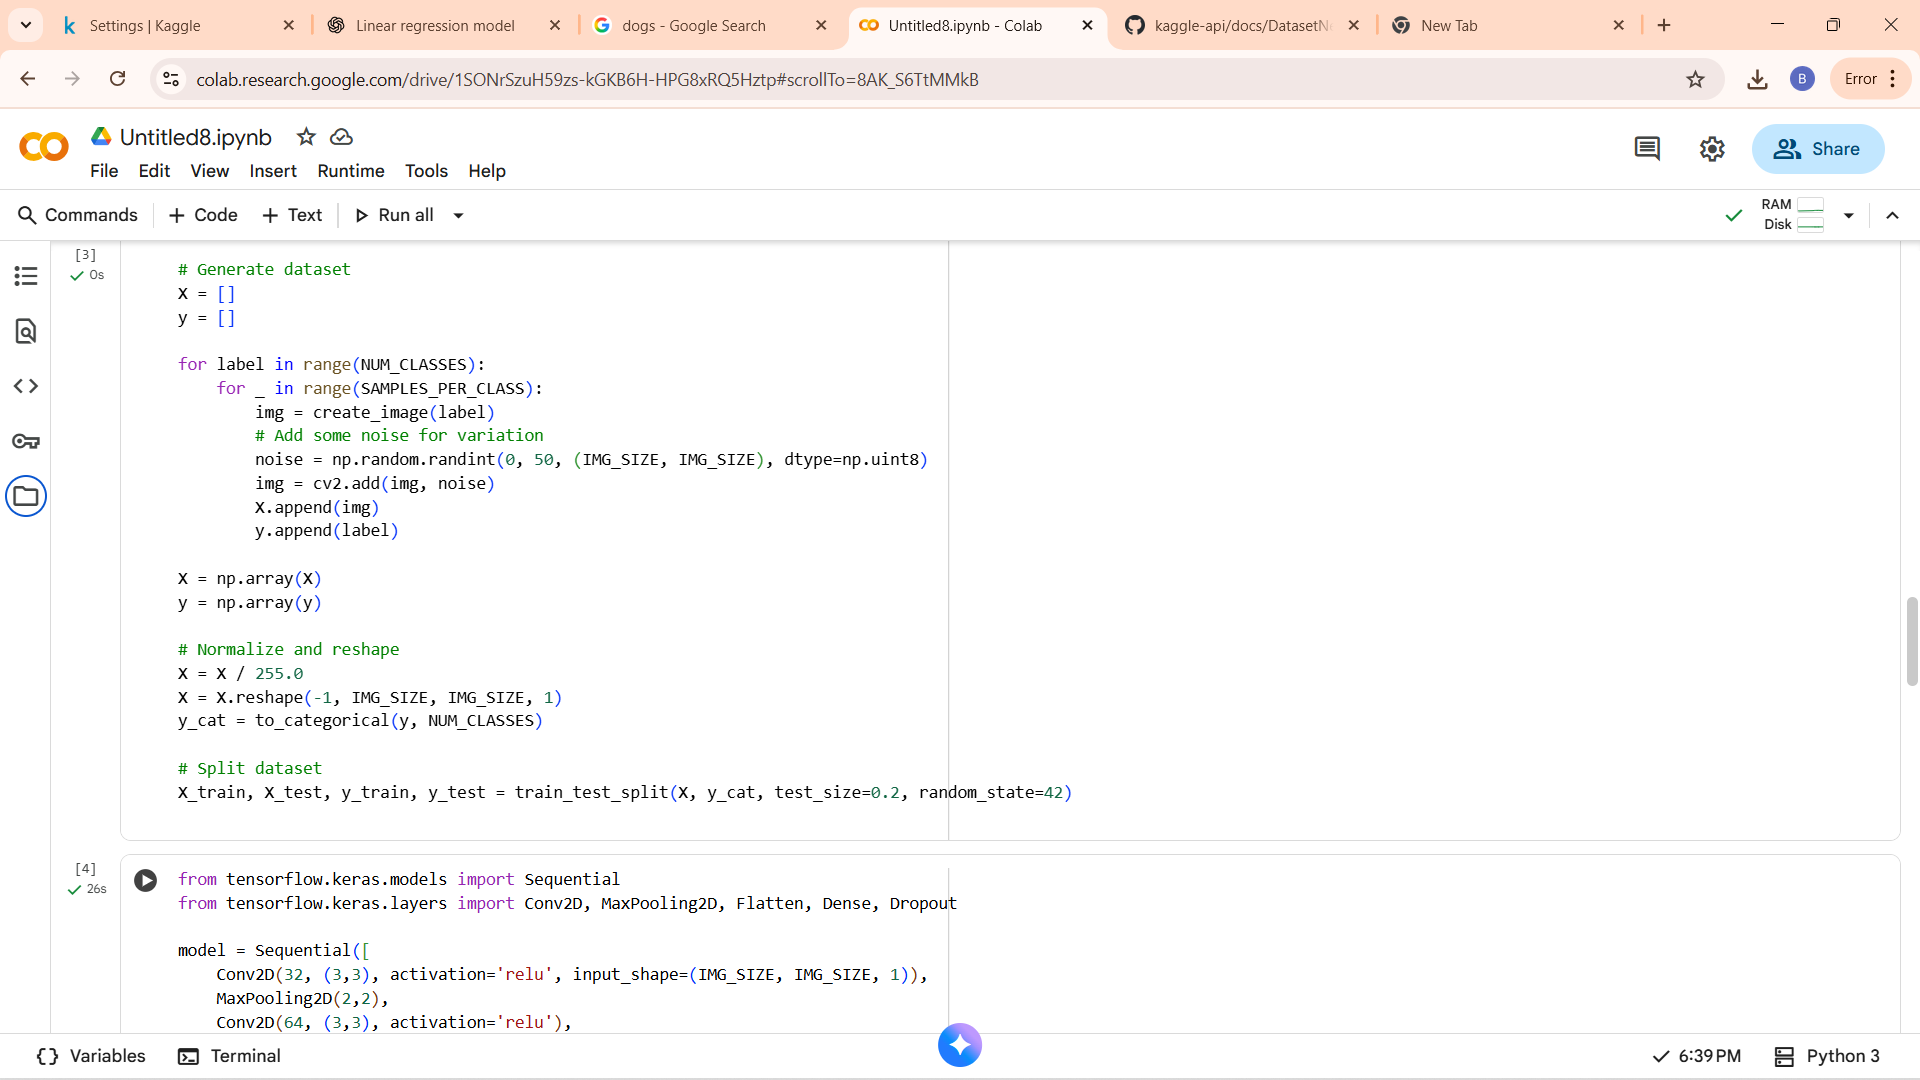 Settings | Kaggle
Linear regression model
dogs - Google Search
Untitled8.ipynb - Colab
kaggle-api/docs/DatasetN
New Tab
colab.research.google.com/drive/1SONrSzuH59zs-kGKB6H-HPG8xRQ5Hztp#scrollTo=8AK_S6TtMMkB
B
Error
Untitled8.ipynb
File Edit View Insert Runtime Tools Help
Share
Commands + Code + Text Run all
RAM
Disk
[3]
0s
# Generate dataset
X = []
y = []
for label in range(NUM_CLASSES):
    for _ in range(SAMPLES_PER_CLASS):
        img = create_image(label)
        # Add some noise for variation
        noise = np.random.randint(0, 50, (IMG_SIZE, IMG_SIZE), dtype=np.uint8)
        img = cv2.add(img, noise)
        X.append(img)
        y.append(label)
X = np.array(X)
y = np.array(y)
# Normalize and reshape
X = X / 255.0
X = X.reshape(-1, IMG_SIZE, IMG_SIZE, 1)
y_cat = to_categorical(y, NUM_CLASSES)
# Split dataset
X_train, X_test, y_train, y_test = train_test_split(X, y_cat, test_size=0.2, random_state=42)
[4]
26s
from tensorflow.keras.models import Sequential
from tensorflow.keras.layers import Conv2D, MaxPooling2D, Flatten, Dense, Dropout
model = Sequential([
    Conv2D(32, (3,3), activation='relu', input_shape=(IMG_SIZE, IMG_SIZE, 1)),
    MaxPooling2D(2,2),
    Conv2D(64, (3,3), activation='relu'),
{} Variables Terminal
6:39 PM Python 3